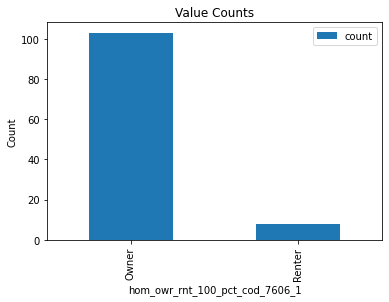 Value Counts
count
100
80
60
40
20
0
Count
Owner
Renter
hom_owr_rnt_100_pct_cod_7606_1